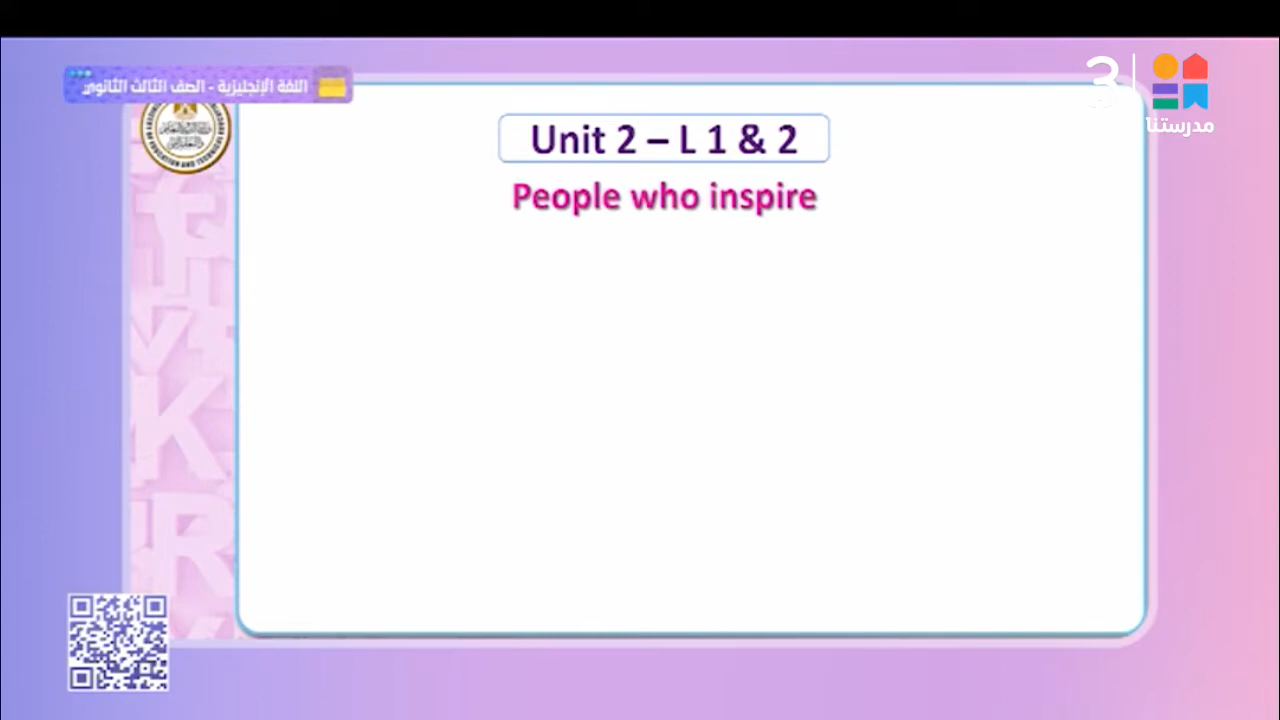 اللغة الإنجليزية - الصف الثالث الثانوي
3
مدرستنا
Unit 2 – L 1 & 2
People who inspire